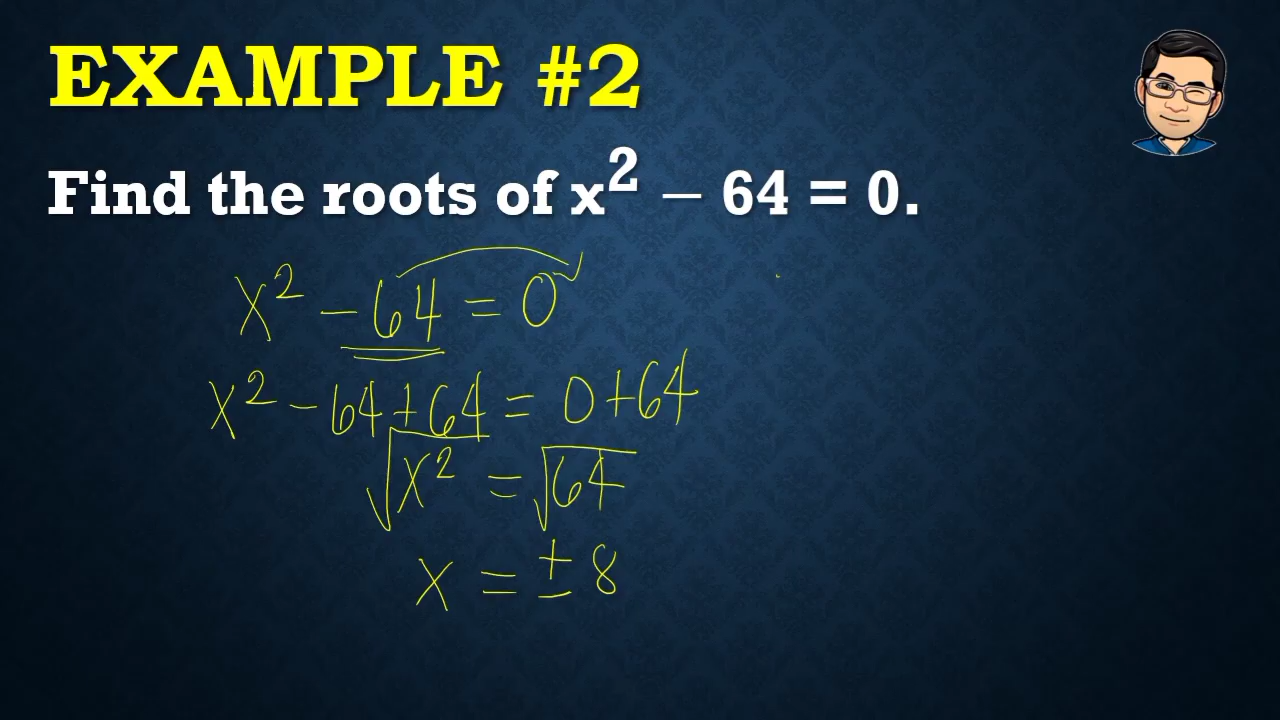 EXAMPLE #2
Find the roots of x² – 64 = 0.
x² - 64 = 0
x² - 64 + 64 = 0 + 64
√x² = √64
x = ± 8